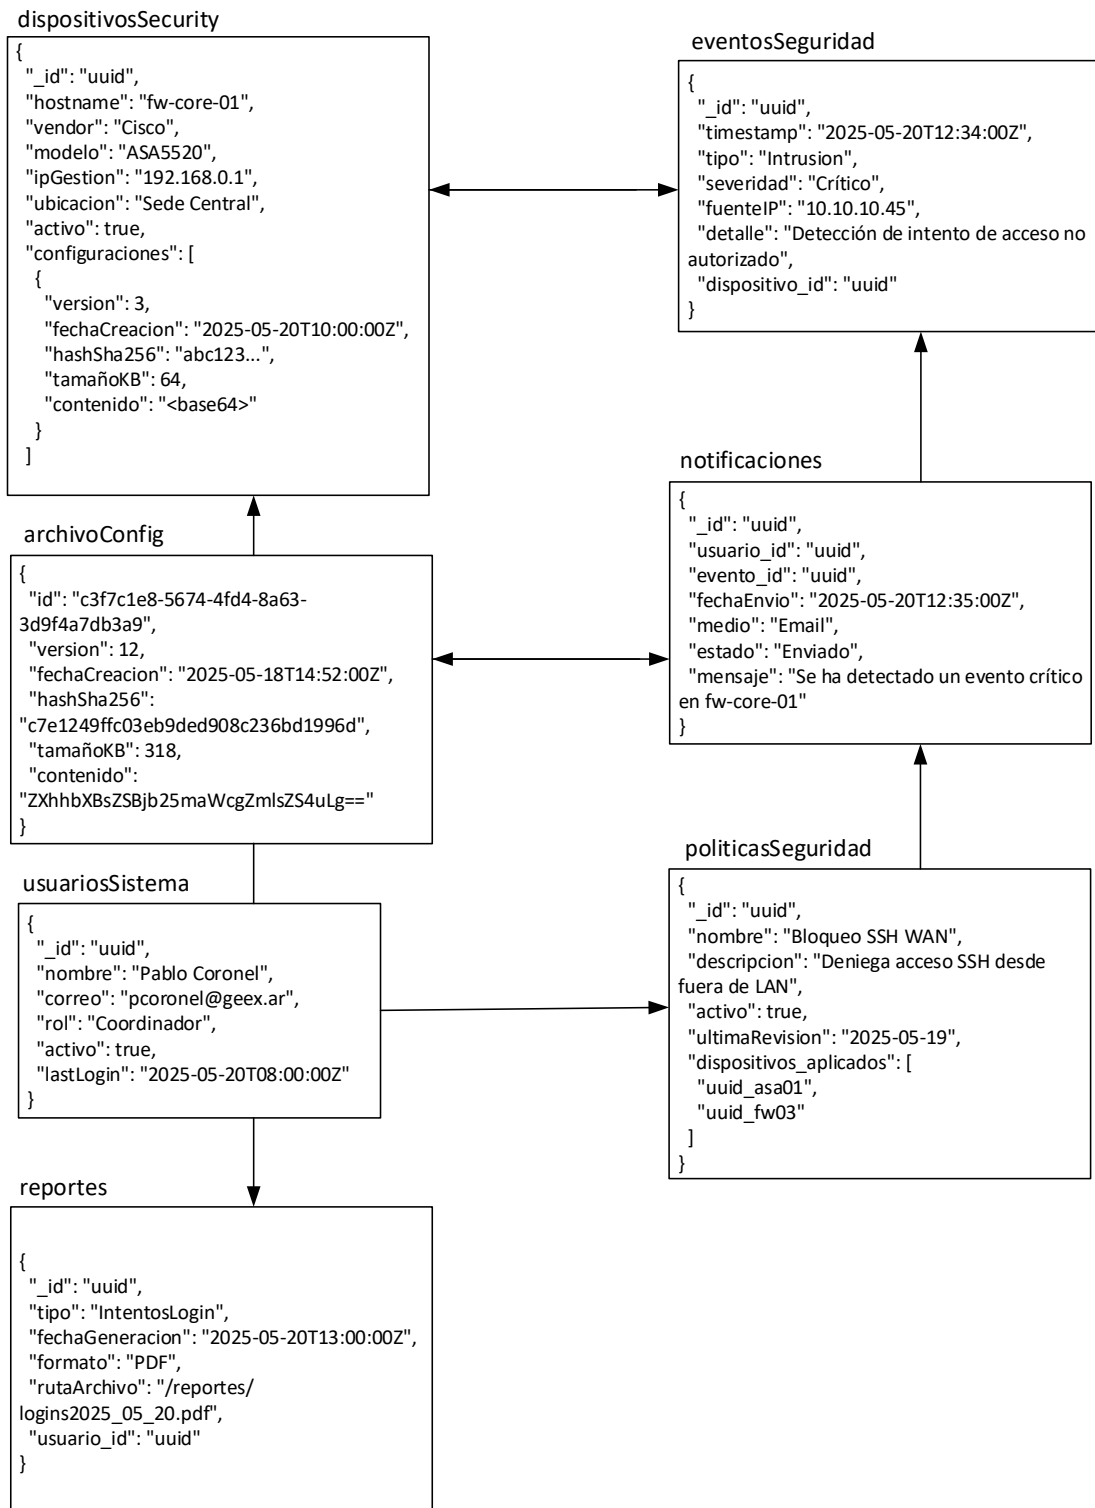 dispositivosSecurity
{
"_id": "uuid",
"hostname": "fw-core-01",
"vendor": "Cisco",
"modelo": "ASA5520",
"ipGestion": "192.168.0.1",
"ubicacion": "Sede Central",
"activo": true,
"configuraciones": [
{
"version": 3,
"fechaCreacion": "2025-05-20T10:00:00Z",
"hashSha256": "abc123...",
"tamañoKB": 64,
"contenido": "<base64>"
}
]
eventosSeguridad
{
"_id": "uuid",
"timestamp": "2025-05-20T12:34:00Z",
"tipo": "Intrusion",
"severidad": "Crítico",
"fuenteIP": "10.10.10.45",
"detalle": "Detección de intento de acceso no
autorizado",
"dispositivo_id": "uuid"
}
archivoConfig
{
"id": "c3f7c1e8-5674-4fd4-8a63-
3d9f4a7db3a9",
"version": 12,
"fechaCreacion": "2025-05-18T14:52:00Z",
"hashSha256":
"c7e1249ffc03eb9ded908c236bd1996d",
"tamañoKB": 318,
"contenido":
"ZXhhbXBsZSBjb25maWcgZmlsZS4uLg=="
}
notificaciones
{
"_id": "uuid",
"usuario_id": "uuid",
"evento_id": "uuid",
"fechaEnvio": "2025-05-20T12:35:00Z",
"medio": "Email",
"estado": "Enviado",
"mensaje": "Se ha detectado un evento crítico
en fw-core-01"
}
usuariosSistema
{
"_id": "uuid",
"nombre": "Pablo Coronel",
"correo": "pcoronel@geex.ar",
"rol": "Coordinador",
"activo": true,
"lastLogin": "2025-05-20T08:00:00Z"
}
politicasSeguridad
{
"_id": "uuid",
"nombre": "Bloqueo SSH WAN",
"descripcion": "Deniega acceso SSH desde
fuera de LAN",
"activo": true,
"ultimaRevision": "2025-05-19",
"dispositivos_aplicados": [
"uuid_asa01",
"uuid_fw03"
]
}
reportes
{
"_id": "uuid",
"tipo": "IntentosLogin",
"fechaGeneracion": "2025-05-20T13:00:00Z",
"formato": "PDF",
"rutaArchivo": "/reportes/
logins2025_05_20.pdf",
"usuario_id": "uuid"
}